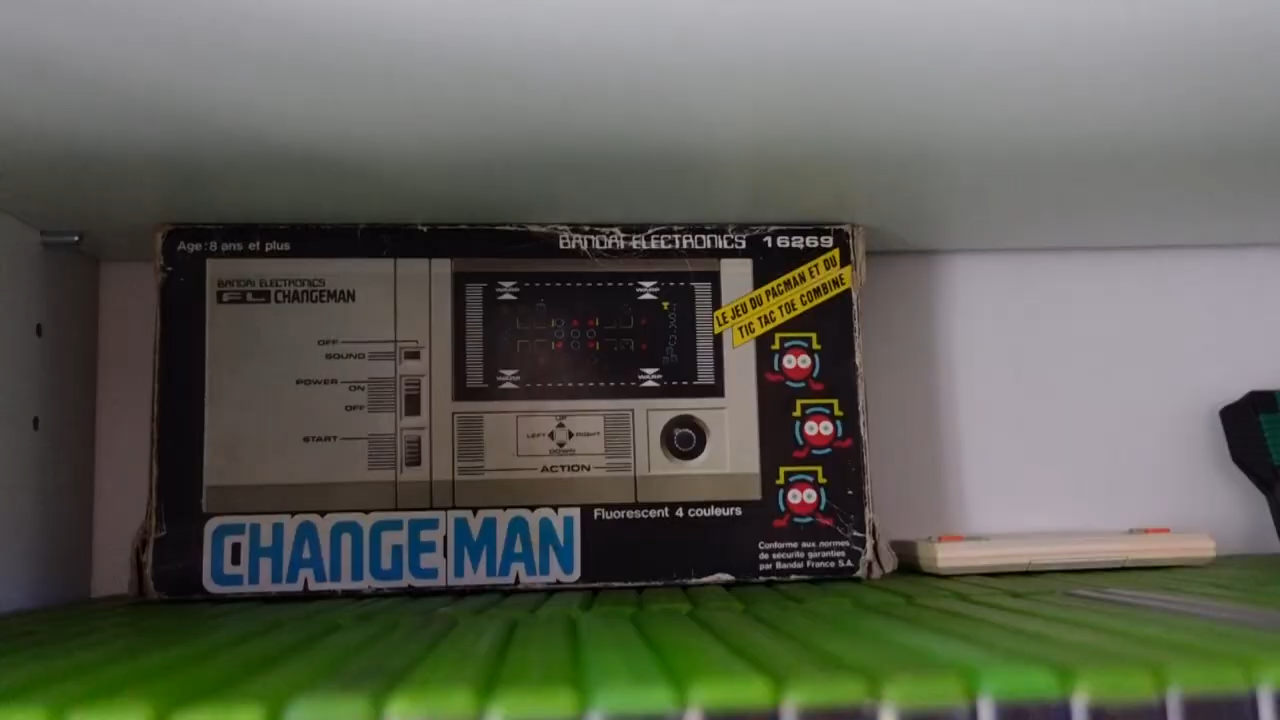 Age: 8 ans et plus
BANDAI ELECTRONICS 16269
BANDAI ELECTRONICS
FL CHANGEMAN
LE JEU DU PACMAN ET DU
TIC TAC TOE COMBINE
WARP WARP
OFF
SOUND
POWER
ON
OFF
START
WARP WARP
UP
LEFT RIGHT
DOWN
ACTION
CHANGE MAN
Fluorescent 4 couleurs
Conforme aux normes
de sécurité garanties
par Bandai France S.A.